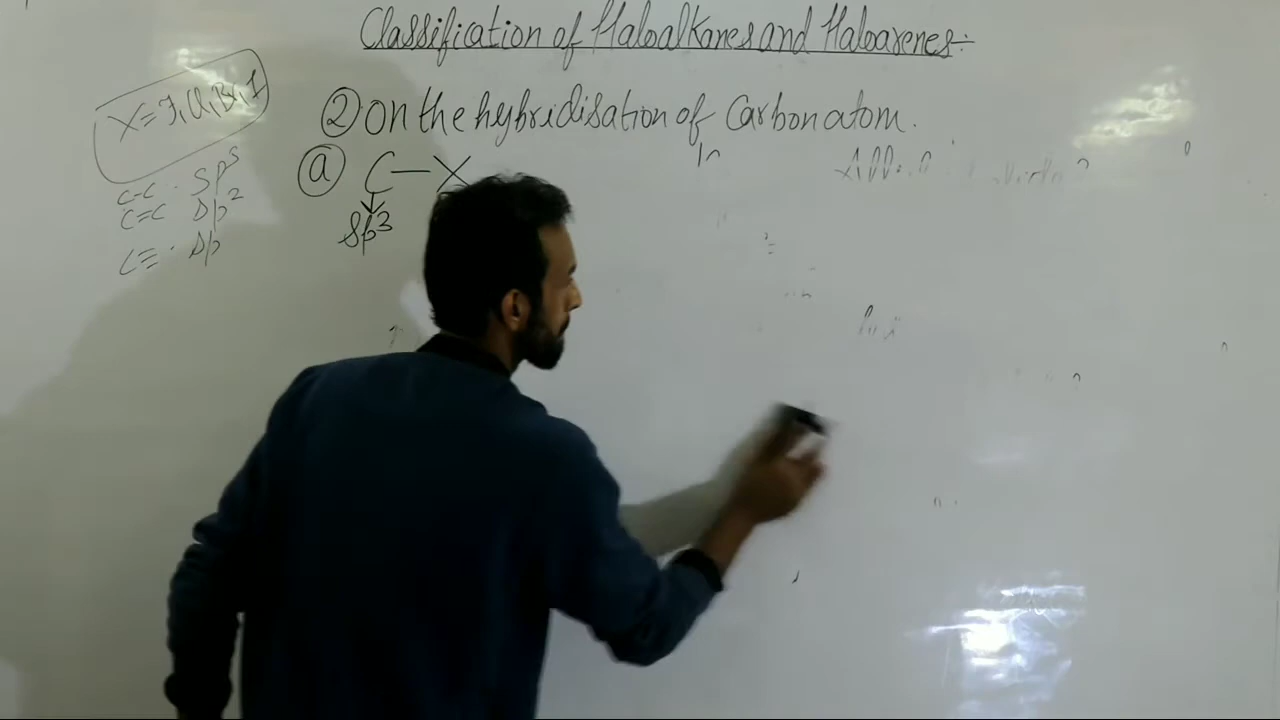 Classification of Haloalkanes and Haloarenes:-
② On the hybridisation of Carbon atom.
X = F, Cl, Br, I
ⓐ C — X
sp3
C-C · Sp3
C=C Sp2
C≡ · Sp